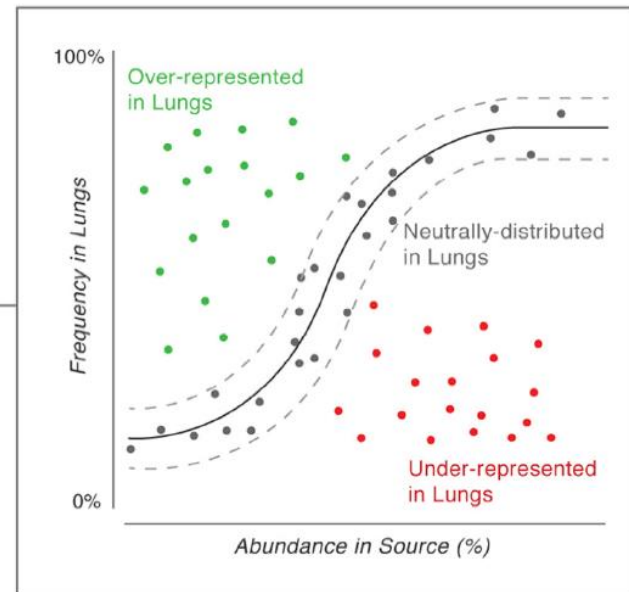 100%
Over-represented
in Lungs
Frequency in Lungs
Neutrally-distributed
in Lungs
Under-represented
in Lungs
0%
Abundance in Source (%)